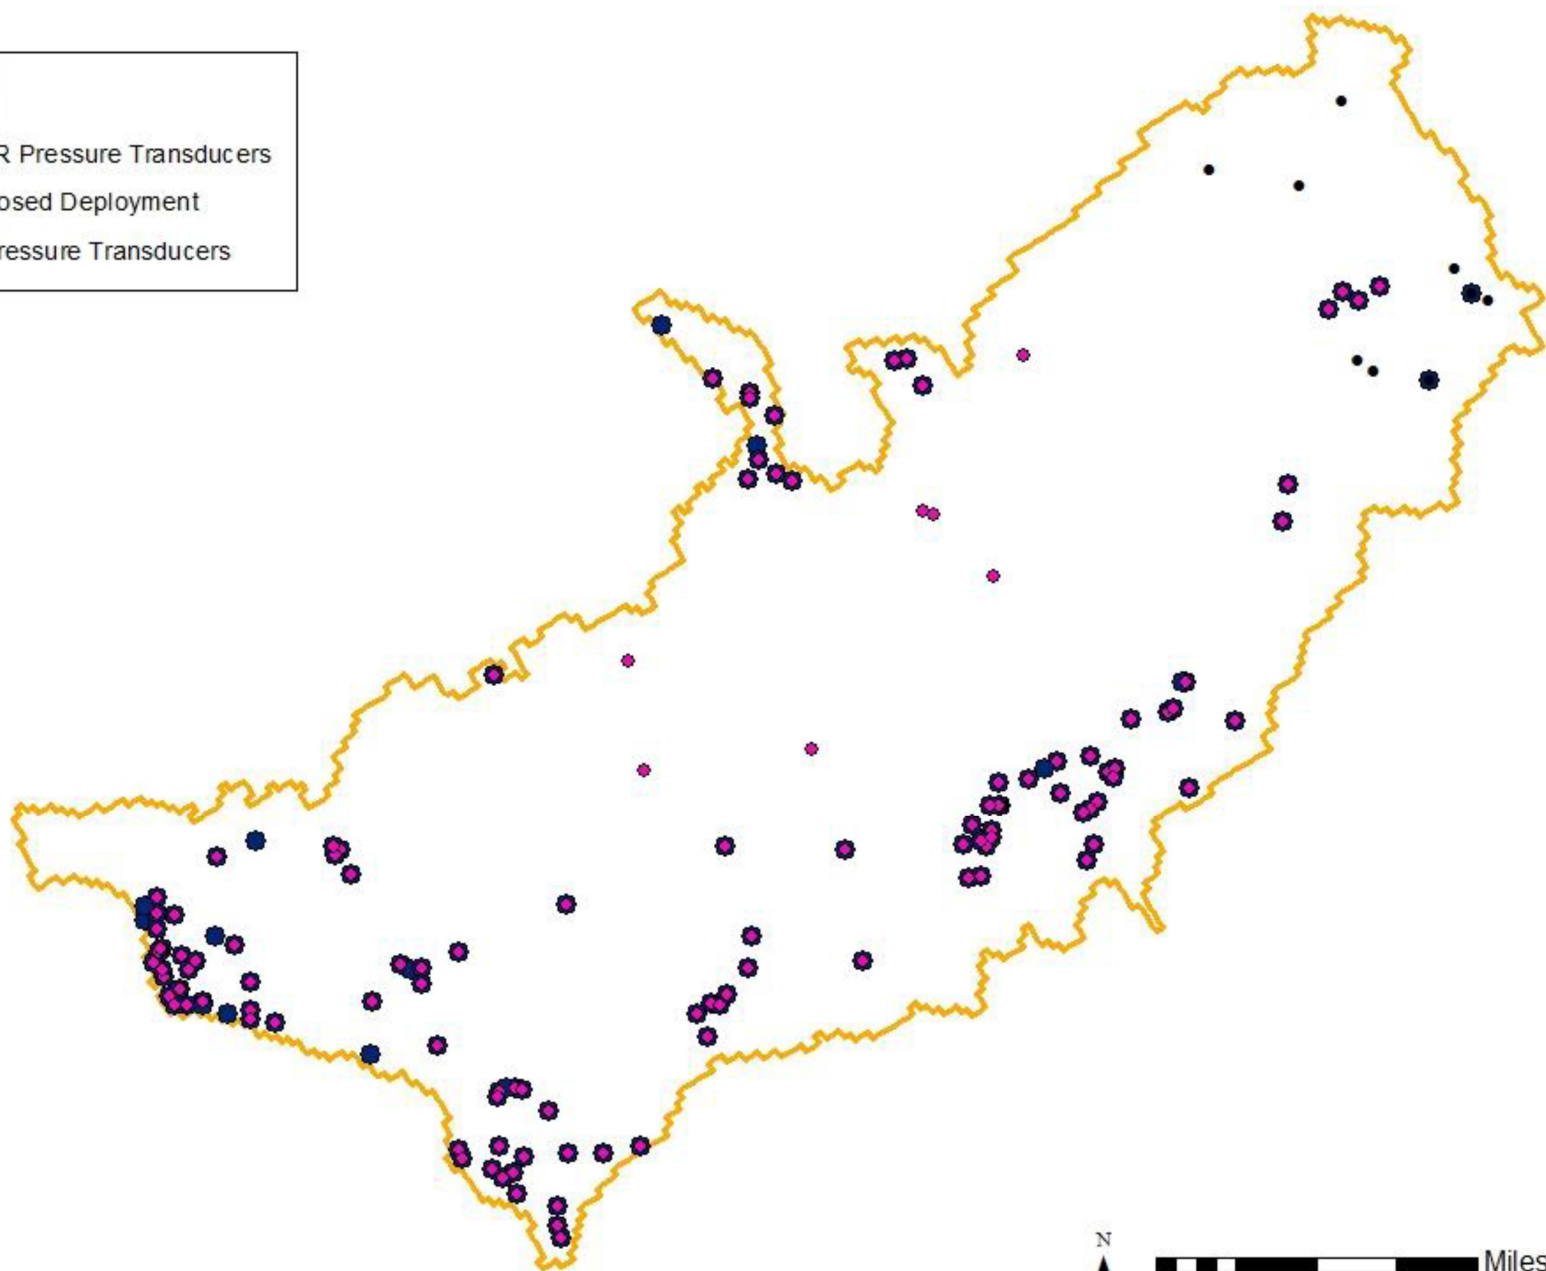 R Pressure Transducers
osed Deployment
ressure Transducers
N
Miles